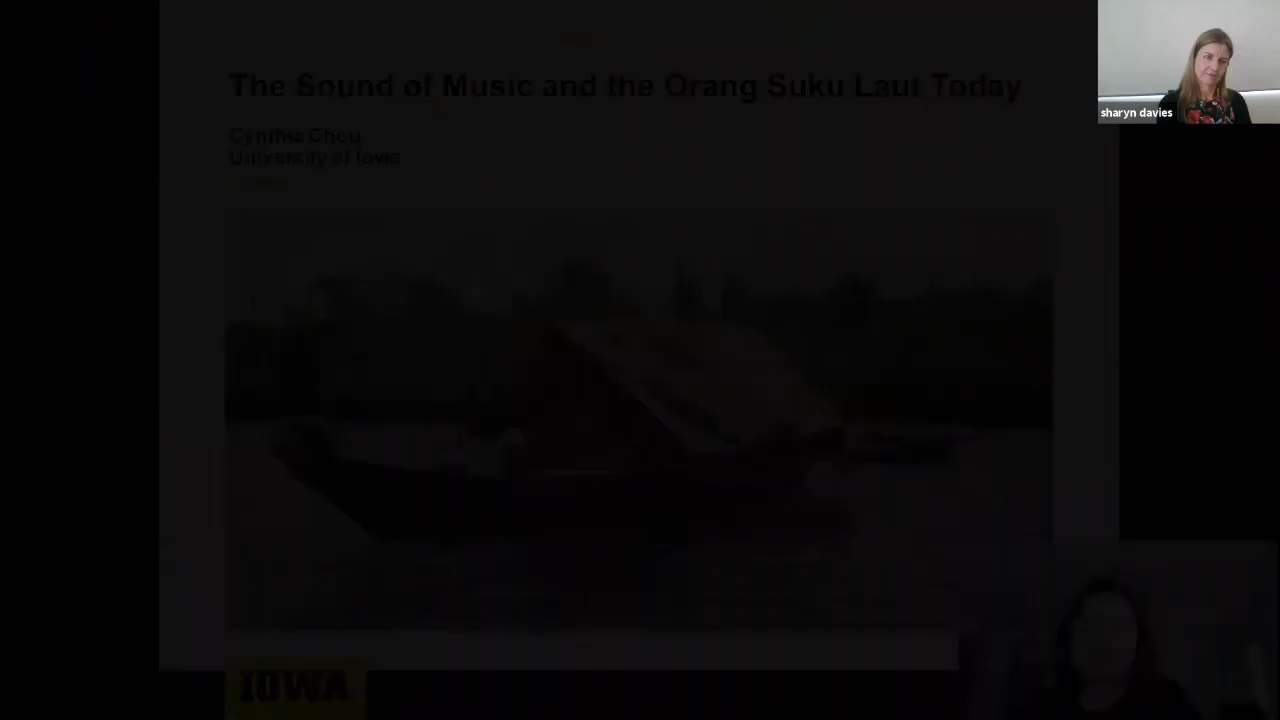 The Sound of Music and the Orang Suku Laut Today
Cynthia Chou
University of Iowa
sharyn davies
IOWA